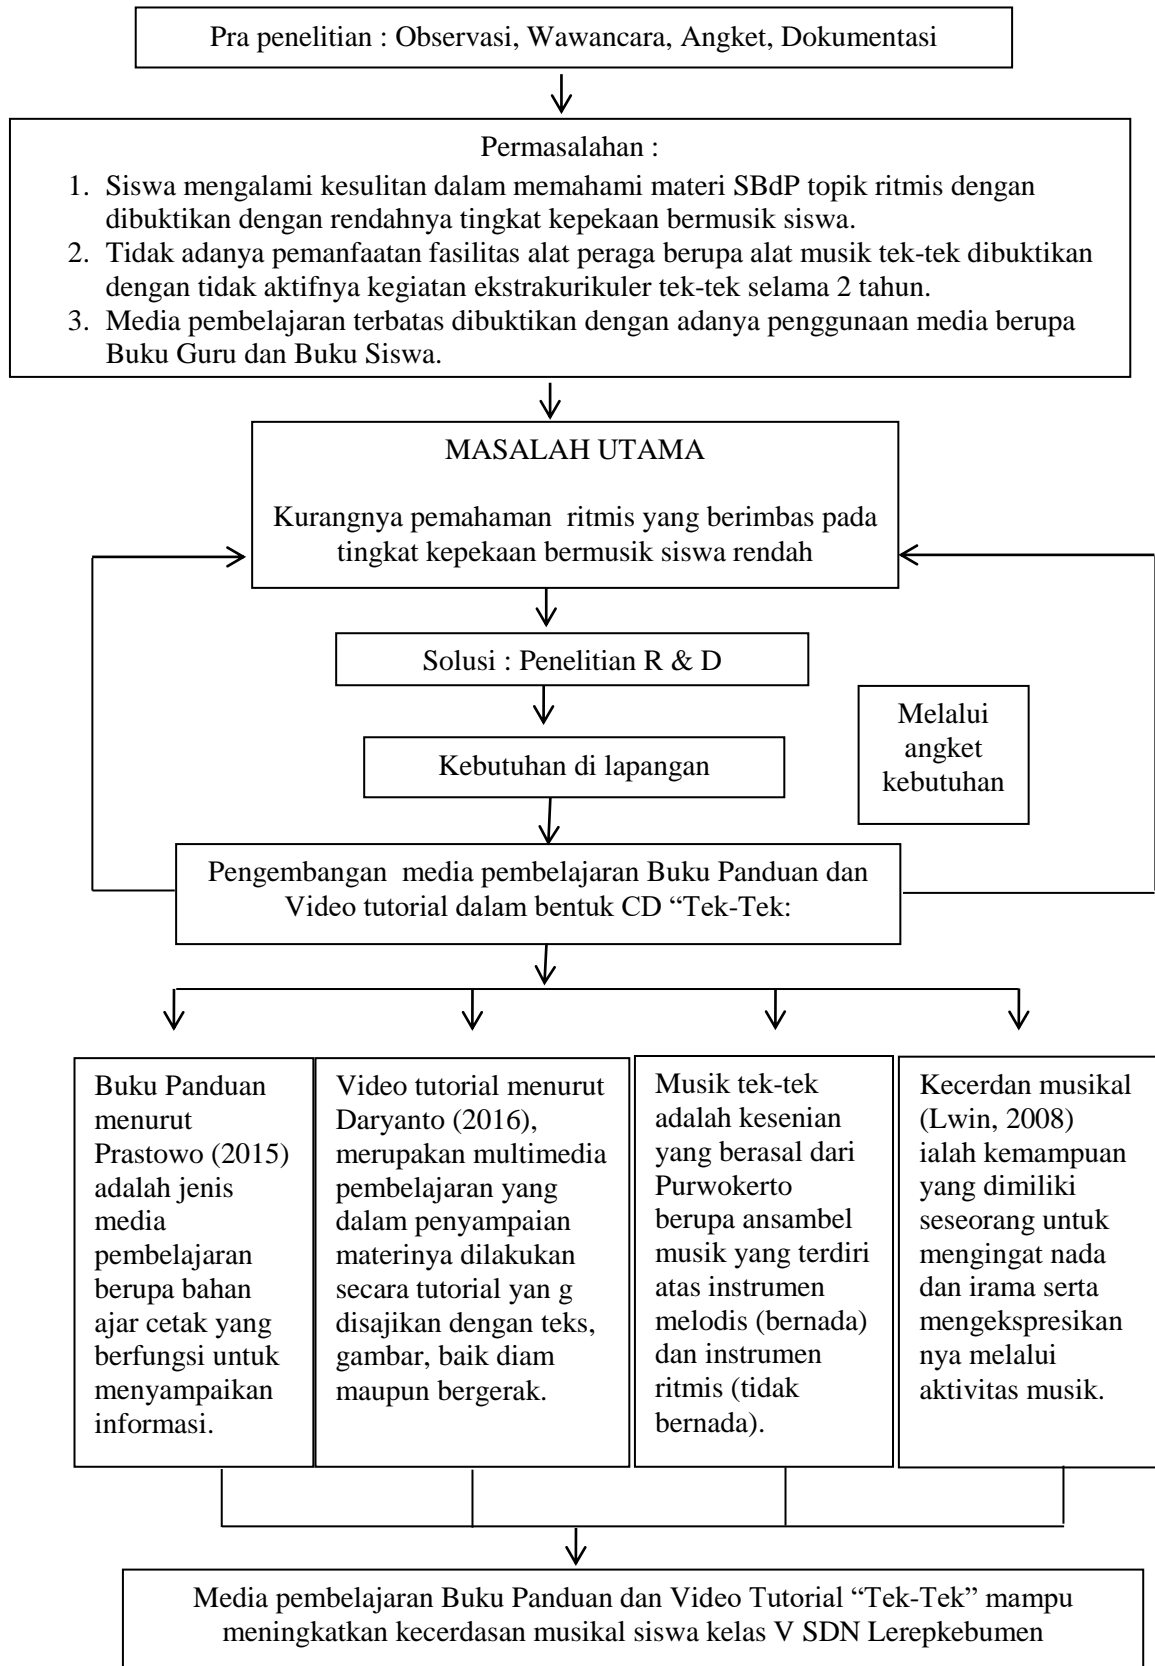 Pra penelitian : Observasi, Wawancara, Angket, Dokumentasi
Permasalahan :
1. Siswa mengalami kesulitan dalam memahami materi SBdP topik ritmis dengan
dibuktikan dengan rendahnya tingkat kepekaan bermusik siswa.
2. Tidak adanya pemanfaatan fasilitas alat peraga berupa alat musik tek-tek dibuktikan
dengan tidak aktifnya kegiatan ekstrakurikuler tek-tek selama 2 tahun.
3. Media pembelajaran terbatas dibuktikan dengan adanya penggunaan media berupa
Buku Guru dan Buku Siswa.
MASALAH UTAMA
Kurangnya pemahaman ritmis yang berimbas pada
tingkat kepekaan bermusik siswa rendah
Solusi : Penelitian R & D
Kebutuhan di lapangan
Melalui
angket
kebutuhan
Pengembangan media pembelajaran Buku Panduan dan
Video tutorial dalam bentuk CD “Tek-Tek:
Buku Panduan
menurut
Prastowo (2015)
adalah jenis
media
pembelajaran
berupa bahan
ajar cetak yang
berfungsi untuk
menyampaikan
informasi.
Video tutorial menurut
Daryanto (2016),
merupakan multimedia
pembelajaran yang
dalam penyampaian
materinya dilakukan
secara tutorial yan g
disajikan dengan teks,
gambar, baik diam
maupun bergerak.
Musik tek-tek
adalah kesenian
yang berasal dari
Purwokerto
berupa ansambel
musik yang terdiri
atas instrumen
melodis (bernada)
dan instrumen
ritmis (tidak
bernada).
Kecerdan musikal
(Lwin, 2008)
ialah kemampuan
yang dimiliki
seseorang untuk
mengingat nada
dan irama serta
mengekspresikan
nya melalui
aktivitas musik.
Media pembelajaran Buku Panduan dan Video Tutorial “Tek-Tek” mampu
meningkatkan kecerdasan musikal siswa kelas V SDN Lerepkebumen